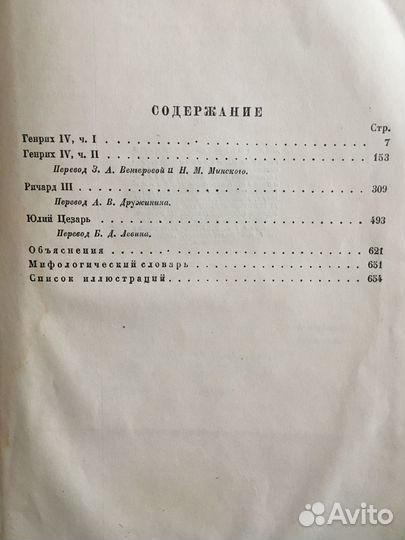 СОДЕРЖАНИЕ
Стр.
Генрих IV, ч. I 7
Генрих IV, ч. II 153
Перевод З. А. Венгеровой и Н. М. Минского.
Ричард III 309
Перевод А. В. Дружинина.
Юлий Цезарь 493
Перевод Б. Д. Левина.
Объяснения 621
Мифологический словарь 651
Список иллюстраций 654
Avito